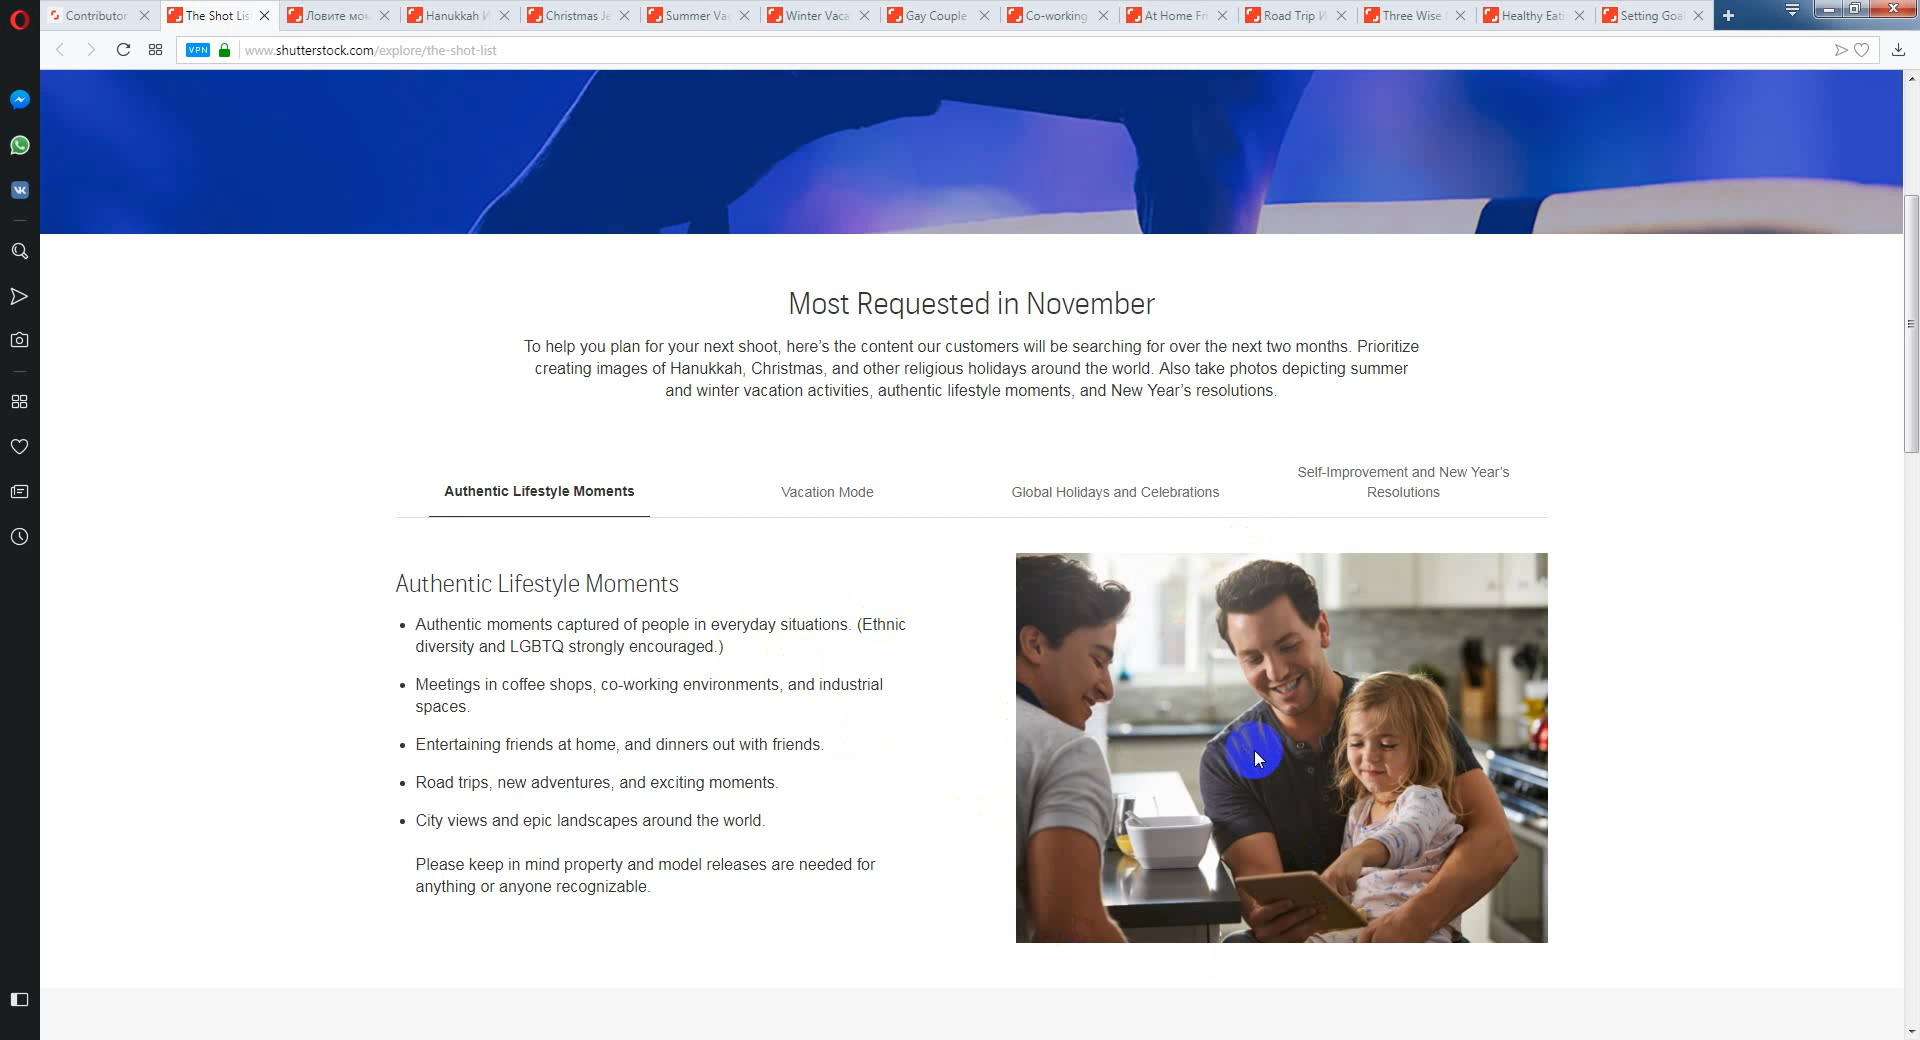 Contributor
The Shot Lis
Ловите мом
Hanukkah
Christmas Je
Summer Vac
Winter Vaca
Gay Couple
Co-working
At Home Fri
Road Trip
Three Wise
Healthy Eati
Setting Goal
VPN
www.shutterstock.com/explore/the-shot-list
Most Requested in November
To help you plan for your next shoot, here’s the content our customers will be searching for over the next two months. Prioritize
creating images of Hanukkah, Christmas, and other religious holidays around the world. Also take photos depicting summer
and winter vacation activities, authentic lifestyle moments, and New Year’s resolutions.
Authentic Lifestyle Moments
Vacation Mode
Global Holidays and Celebrations
Self-Improvement and New Year’s
Resolutions
Authentic Lifestyle Moments
• Authentic moments captured of people in everyday situations. (Ethnic
diversity and LGBTQ strongly encouraged.)
• Meetings in coffee shops, co-working environments, and industrial
spaces.
• Entertaining friends at home, and dinners out with friends.
• Road trips, new adventures, and exciting moments.
• City views and epic landscapes around the world.
Please keep in mind property and model releases are needed for
anything or anyone recognizable.